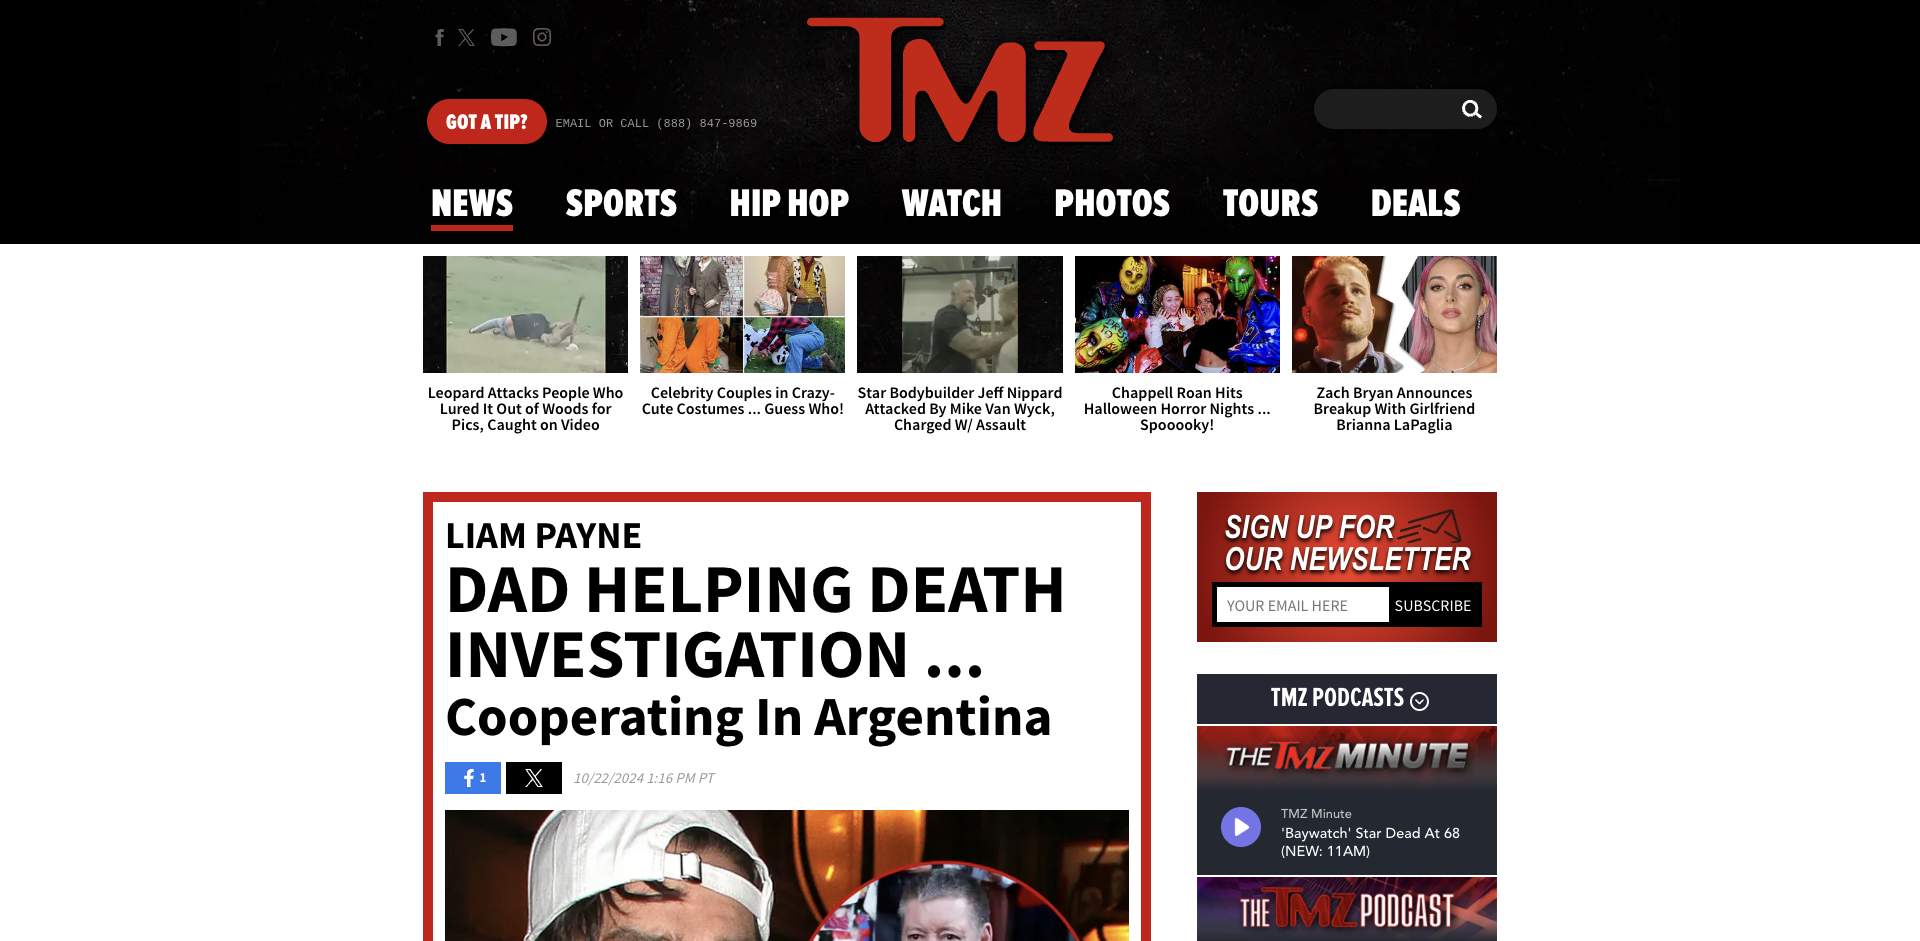 TMZ
GOT A TIP?
EMAIL OR CALL (888) 847-9869
NEWS
SPORTS
HIP HOP
WATCH
PHOTOS
TOURS
DEALS
Leopard Attacks People Who
Lured It Out of Woods for
Pics, Caught on Video
Celebrity Couples in Crazy-
Cute Costumes ... Guess Who!
Star Bodybuilder Jeff Nippard
Attacked By Mike Van Wyck,
Charged W/ Assault
Chappell Roan Hits
Halloween Horror Nights ...
Spooooky!
Zach Bryan Announces
Breakup With Girlfriend
Brianna LaPaglia
LIAM PAYNE
DAD HELPING DEATH
INVESTIGATION ...
Cooperating In Argentina
1
10/22/2024 1:16 PM PT
SIGN UP FOR
OUR NEWSLETTER
YOUR EMAIL HERE
SUBSCRIBE
TMZ PODCASTS
THE TMZ MINUTE
TMZ Minute
'Baywatch' Star Dead At 68
(NEW: 11AM)
THE TMZ PODCAST